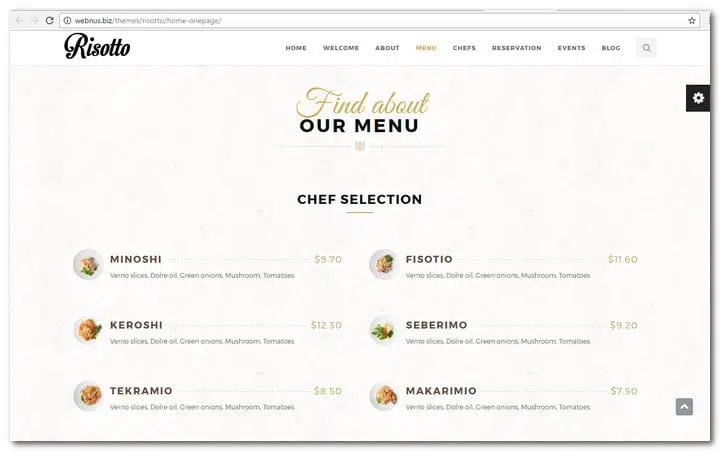 webnus.biz/themes/risotto/home-onepage/
Risotto
HOME WELCOME ABOUT MENU CHEFS RESERVATION EVENTS BLOG
Find about
OUR MENU
CHEF SELECTION
MINOSHI $9.70
Verno slices, Dolre oil, Green onions, Mushroom, Tomatoes
FISOTIO $11.60
Verno slices, Dolre oil, Green onions, Mushroom, Tomatoes
KEROSHI $12.30
Verno slices, Dolre oil, Green onions, Mushroom, Tomatoes
SEBERIMO $9.20
Verno slices, Dolre oil, Green onions, Mushroom, Tomatoes
TEKRAMIO $8.50
Verno slices, Dolre oil, Green onions, Mushroom, Tomatoes
MAKARIMIO $7.50
Verno slices, Dolre oil, Green onions, Mushroom, Tomatoes